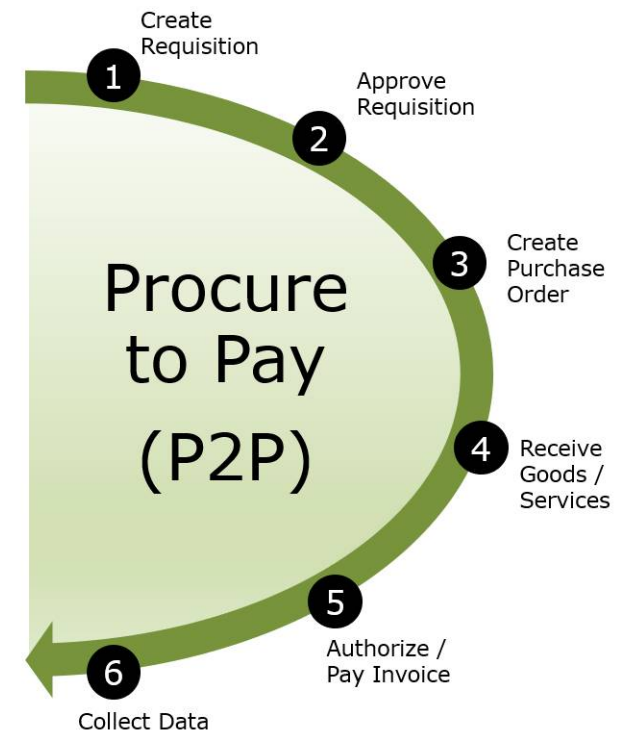 Create
Requisition
1
Approve
Requisition
2
Create
Purchase
Order
3
Procure
to Pay
(P2P)
4
Receive
Goods /
Services
5
Authorize /
Pay Invoice
6
Collect Data